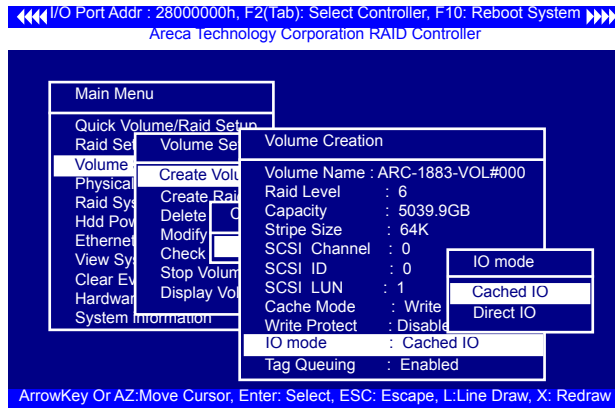 I/O Port Addr : 28000000h, F2(Tab): Select Controller, F10: Reboot System
Areca Technology Corporation RAID Controller
Main Menu
Quick Volume/Raid Setup
Raid Set
Volume
Physical
Raid Sys
Hdd Pow
Ethernet
View Sys
Clear Ev
Hardwar
System Information
Volume Se
Create Volu
Create Raid
Delete
Modify
Check
Stop Volum
Display Vol
C
Volume Creation
Volume Name : ARC-1883-VOL#000
Raid Level : 6
Capacity : 5039.9GB
Stripe Size : 64K
SCSI Channel : 0
SCSI ID : 0
SCSI LUN : 1
Cache Mode : Write
Write Protect : Disable
IO mode : Cached IO
Tag Queuing : Enabled
IO mode
Cached IO
Direct IO
ArrowKey Or AZ:Move Cursor, Enter: Select, ESC: Escape, L:Line Draw, X: Redraw